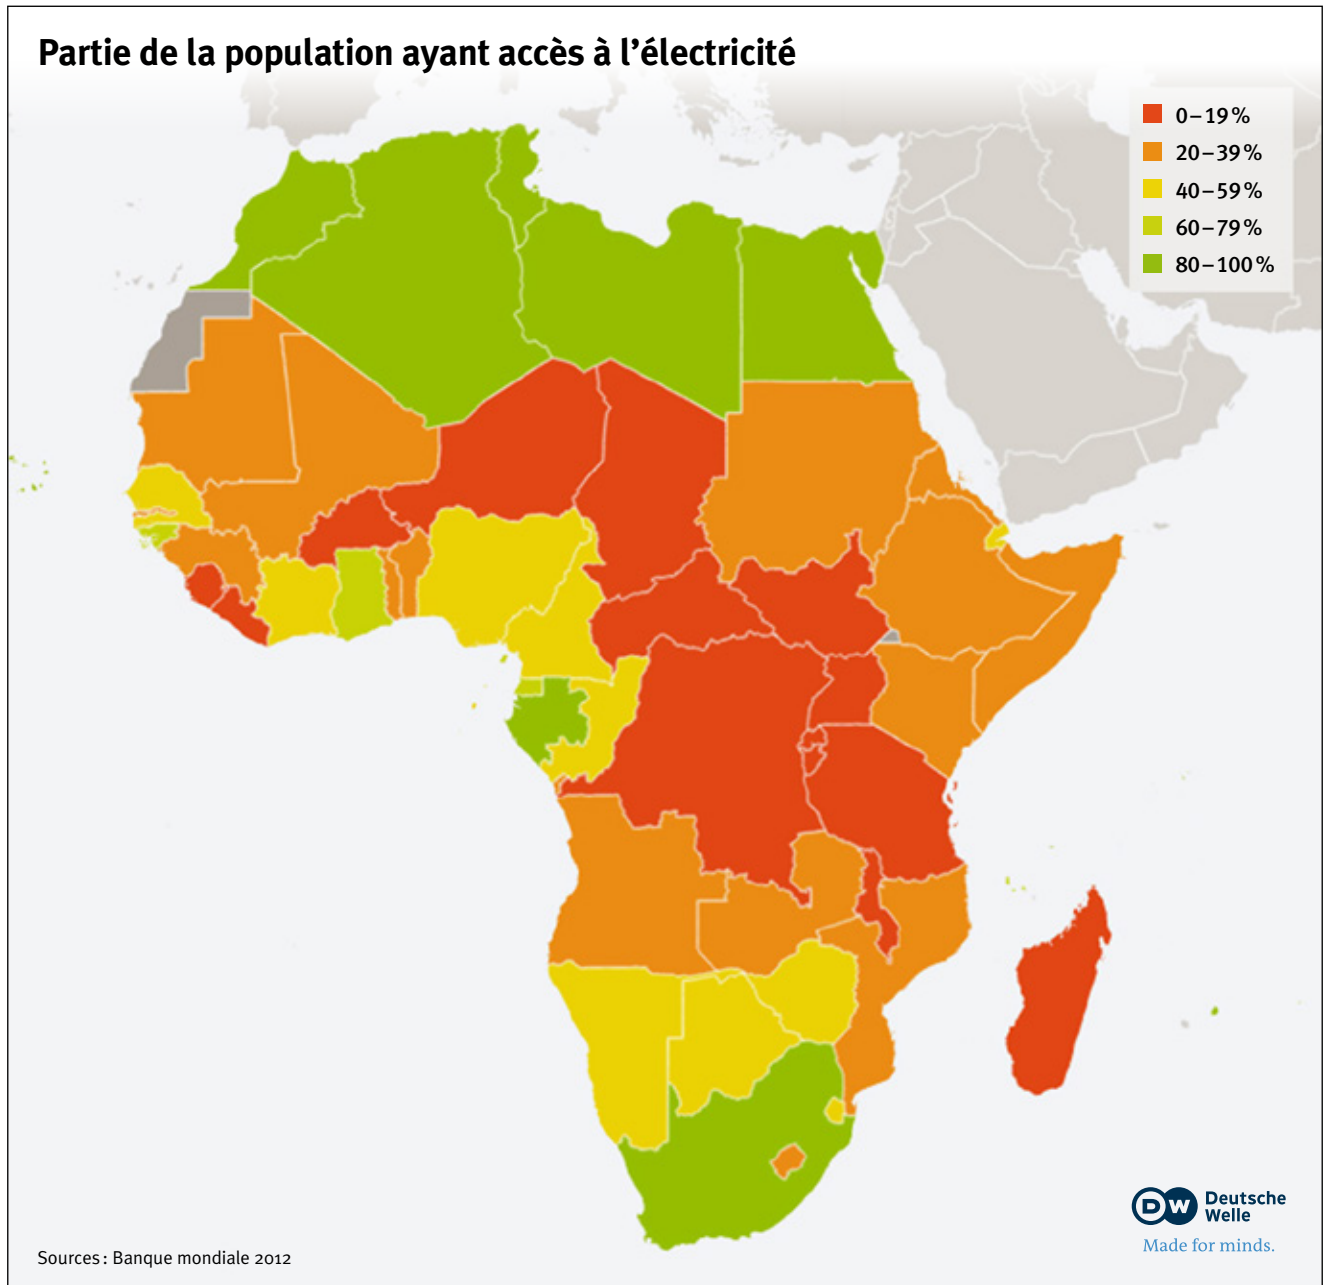 Partie de la population ayant accès à l’électricité
0–19 %
20–39 %
40–59 %
60–79 %
80–100 %
DW Deutsche
Welle
Made for minds.
Sources : Banque mondiale 2012